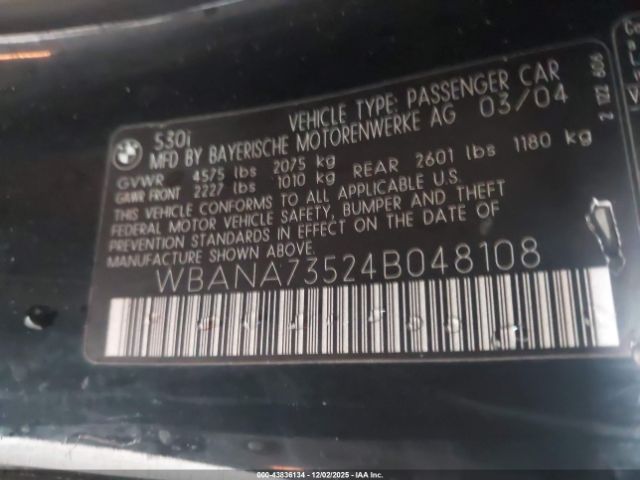 530i VEHICLE TYPE: PASSENGER CAR
MFD BY BAYERISCHE MOTORENWERKE AG 03/04
GVWR 4575 lbs 2075 kg
GAWR FRONT 2227 lbs 1010 kg REAR 2601 lbs 1180 kg
THIS VEHICLE CONFORMS TO ALL APPLICABLE U.S.
FEDERAL MOTOR VEHICLE SAFETY, BUMPER AND THEFT
PREVENTION STANDARDS IN EFFECT ON THE DATE OF
MANUFACTURE SHOWN ABOVE.
WBANA73524B048108
2 122 606
000-43836134 - 12/02/2025 - IAA Inc.